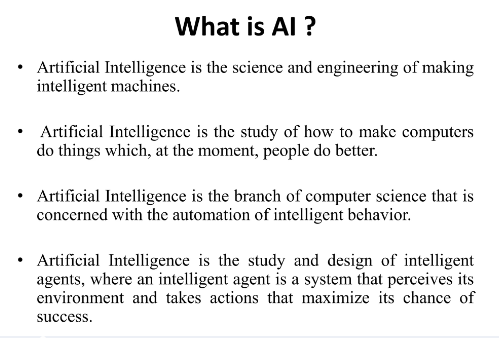 What is AI ?
• Artificial Intelligence is the science and engineering of making
intelligent machines.
• Artificial Intelligence is the study of how to make computers
do things which, at the moment, people do better.
• Artificial Intelligence is the branch of computer science that is
concerned with the automation of intelligent behavior.
• Artificial Intelligence is the study and design of intelligent
agents, where an intelligent agent is a system that perceives its
environment and takes actions that maximize its chance of
success.